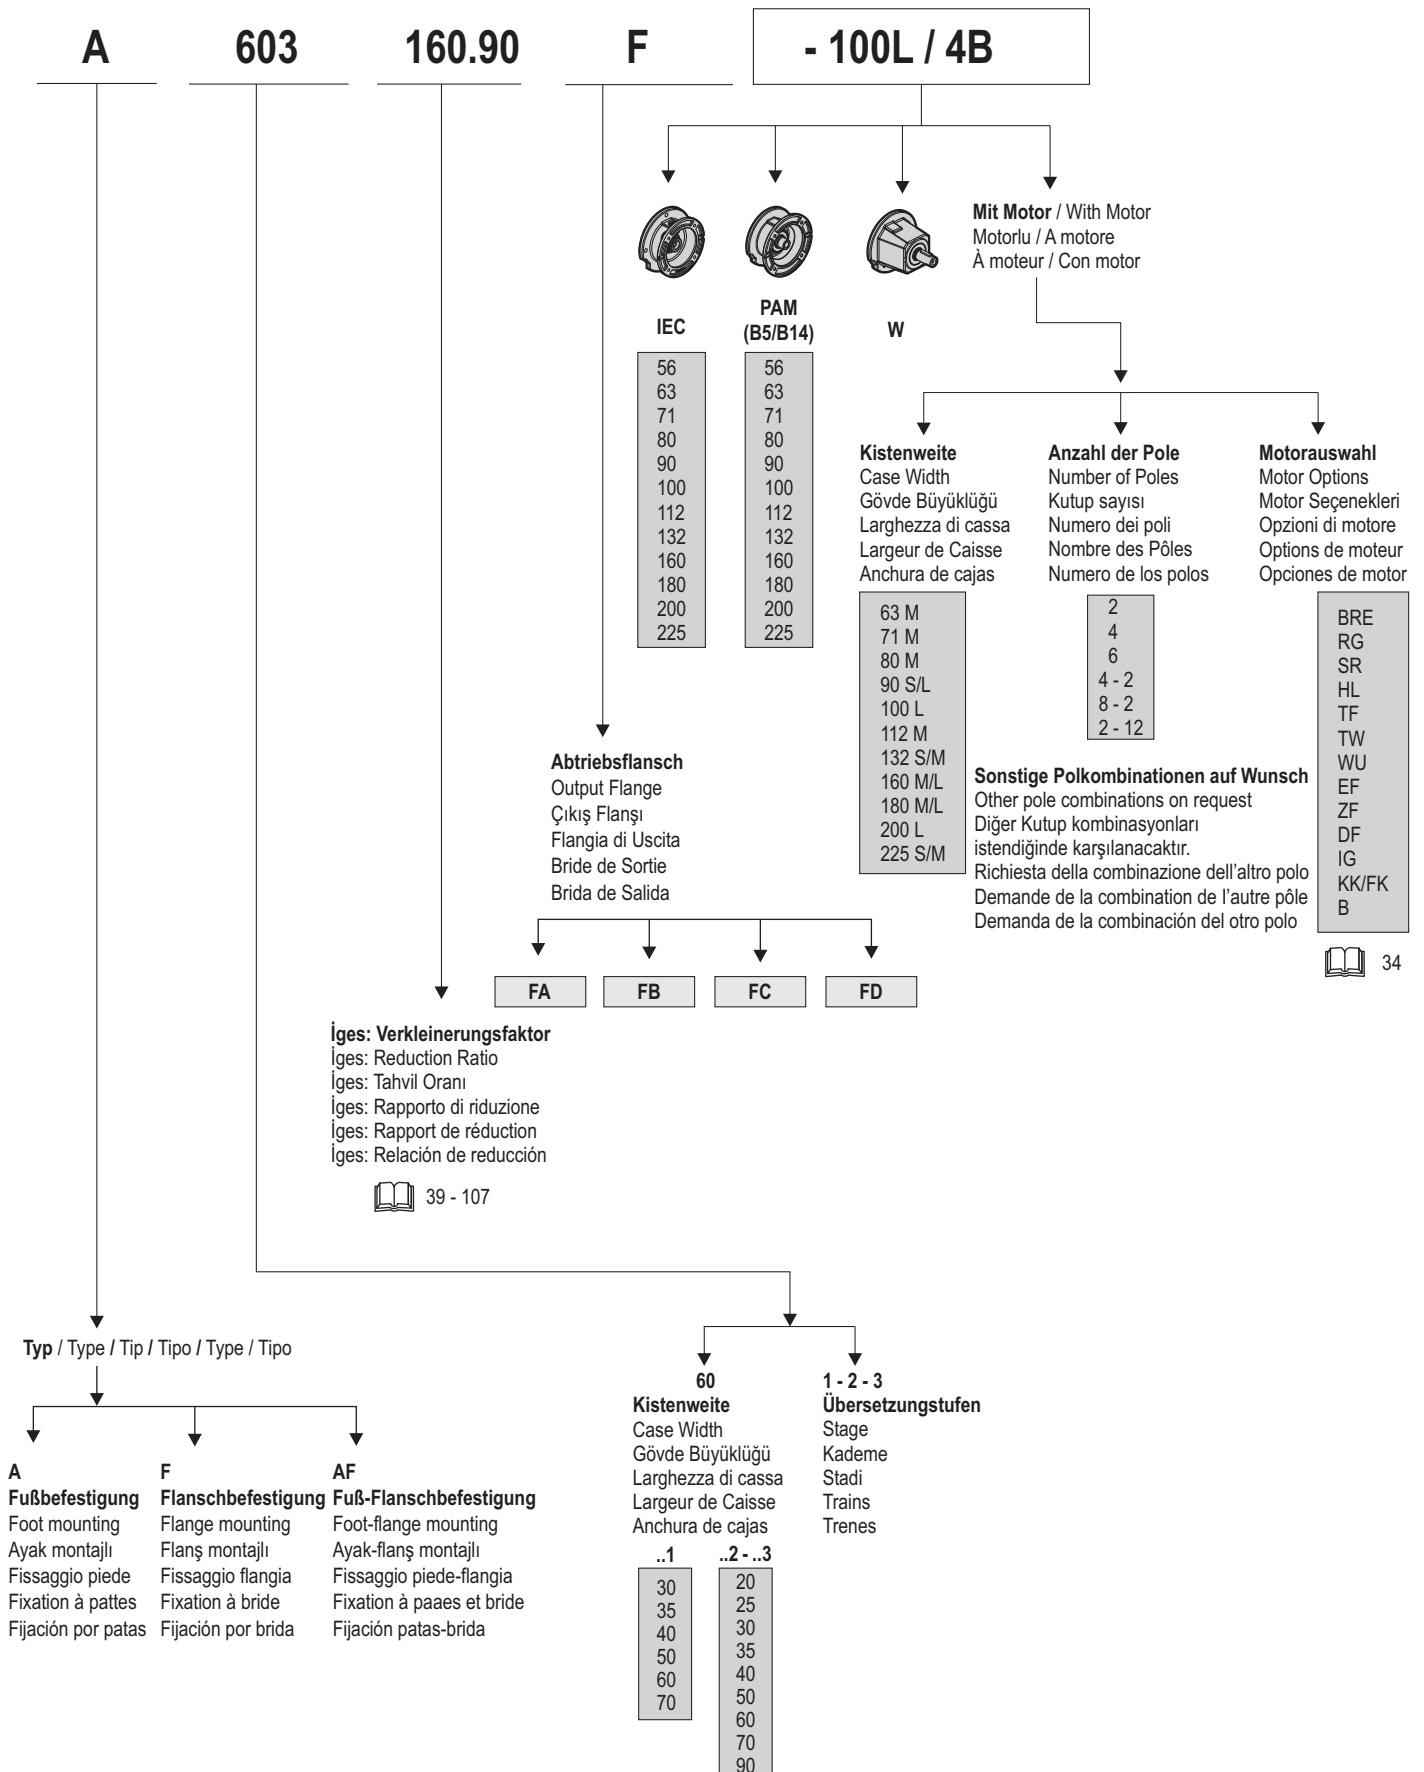 A 603 160.90 F - 100L / 4B
Mit Motor / With Motor
Motorlu / A motore
À moteur / Con motor
IEC
56
63
71
80
90
100
112
132
160
180
200
225
PAM
(B5/B14)
56
63
71
80
90
100
112
132
160
180
200
225
W
Kistenweite
Case Width
Gövde Büyüklüğü
Larghezza di cassa
Largeur de Caisse
Anchura de cajas
63 M
71 M
80 M
90 S/L
100 L
112 M
132 S/M
160 M/L
180 M/L
200 L
225 S/M
Anzahl der Pole
Number of Poles
Kutup sayısı
Numero dei poli
Nombre des Pôles
Numero de los polos
2
4
6
4 - 2
8 - 2
2 - 12
Motorauswahl
Motor Options
Motor Seçenekleri
Opzioni di motore
Options de moteur
Opciones de motor
BRE
RG
SR
HL
TF
TW
WU
EF
ZF
DF
IG
KK/FK
B
34
Sonstige Polkombinationen auf Wunsch
Other pole combinations on request
Diğer Kutup kombinasyonları
istendiğinde karşılanacaktır.
Richiesta della combinazione dell'altro polo
Demande de la combination de l'autre pôle
Demanda de la combinación del otro polo
Abtriebsflansch
Output Flange
Çıkış Flanşı
Flangia di Uscita
Bride de Sortie
Brida de Salida
FA FB FC FD
İges: Verkleinerungsfaktor
İges: Reduction Ratio
İges: Tahvil Oranı
İges: Rapporto di riduzione
İges: Rapport de réduction
İges: Relación de reducción
39 - 107
Typ / Type / Tip / Tipo / Type / Tipo
A
Fußbefestigung
Foot mounting
Ayak montajlı
Fissaggio piede
Fixation à pattes
Fijación por patas
F
Flanschbefestigung
Flange mounting
Flanş montajlı
Fissaggio flangia
Fixation à bride
Fijación por brida
AF
Fuß-Flanschbefestigung
Foot-flange mounting
Ayak-flanş montajlı
Fissaggio piede-flangia
Fixation à paaes et bride
Fijación patas-brida
60
Kistenweite
Case Width
Gövde Büyüklüğü
Larghezza di cassa
Largeur de Caisse
Anchura de cajas
..1
30
35
40
50
60
70
..2 - ..3
20
25
30
35
40
50
60
70
90
1 - 2 - 3
Übersetzungstufen
Stage
Kademe
Stadi
Trains
Trenes